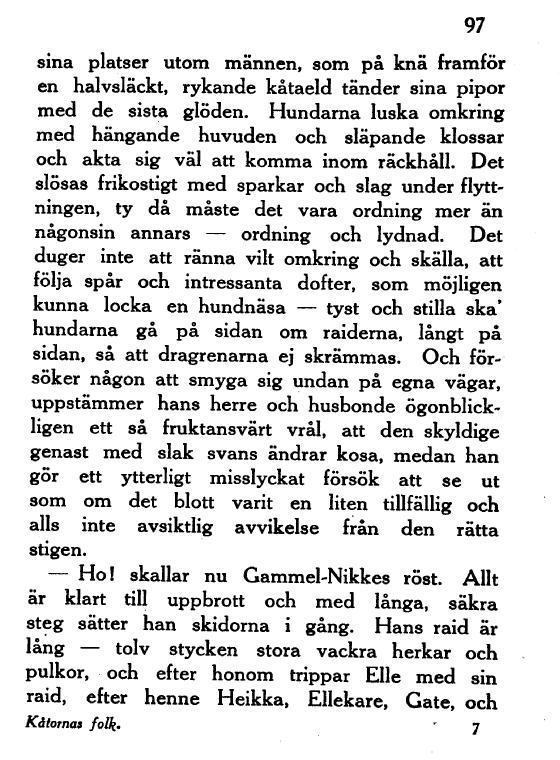 97
sina platser utom männen, som på knä framför
en halvsläckt, rykande kåtaeld tänder sina pipor
med de sista glöden. Hundarna luska omkring
med hängande huvuden och släpande klossar
och akta sig väl att komma inom räckhåll. Det
slösas frikostigt med sparkar och slag under flytt-
ningen, ty då måste det vara ordning mer än
någonsin annars — ordning och lydnad. Det
duger inte att ränna vilt omkring och skälla, att
följa spår och intressanta dofter, som möjligen
kunna locka en hundnäsa — tyst och stilla ska'
hundarna gå på sidan om raiderna, långt på
sidan, så att dragrenarna ej skrämmas. Och för-
söker någon att smyga sig undan på egna vägar,
uppstämmer hans herre och husbonde ögonblick-
ligen ett så fruktansvärt vrål, att den skyldige
genast med slak svans ändrar kosa, medan han
gör ett ytterligt misslyckat försök att se ut
som om det blott varit en liten tillfällig och
alls inte avsiktlig avvikelse från den rätta
stigen.
— Ho! skallar nu Gammel-Nikkes röst. Allt
är klart till uppbrott och med långa, säkra
steg sätter han skidorna i gång. Hans raid är
lång — tolv stycken stora vackra herkar och
pulkor, och efter honom trippar Elle med sin
raid, efter henne Heikka, Ellekare, Gate, och
Kåtornas folk. 7